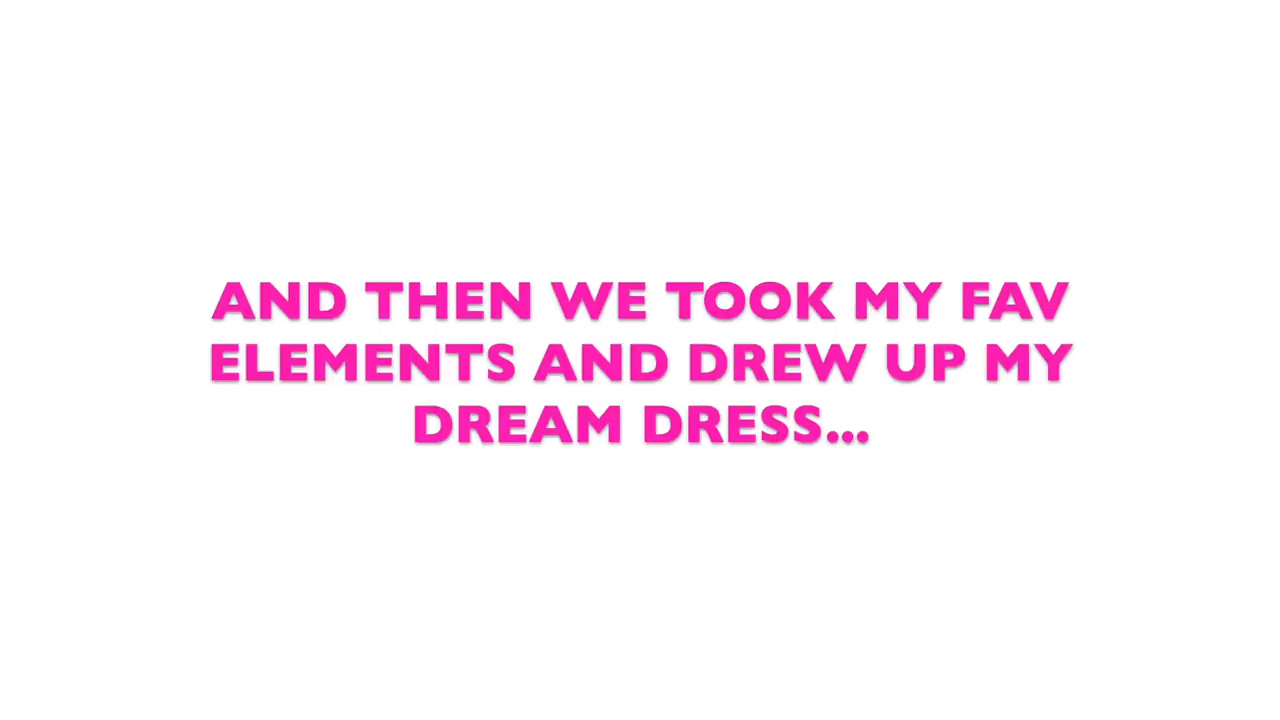 AND THEN WE TOOK MY FAV
ELEMENTS AND DREW UP MY
DREAM DRESS...